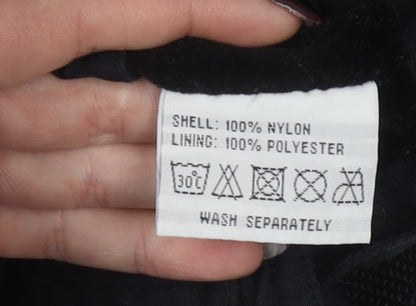 SHELL: 100% NYLON
LINING: 100% POLYESTER
30°C
WASH SEPARATELY